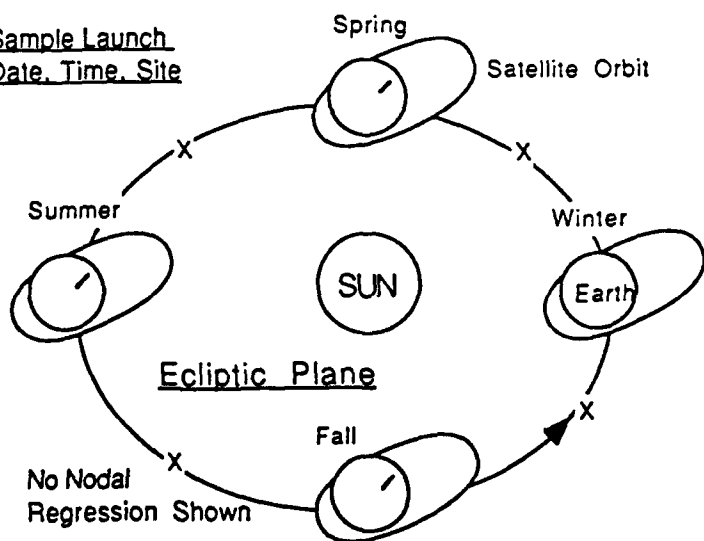 Sample Launch
Date, Time, Site
Spring
Satellite Orbit
X
X
Summer
Winter
SUN
Earth
Ecliptic Plane
X
Fall
X
No Nodal
Regression Shown